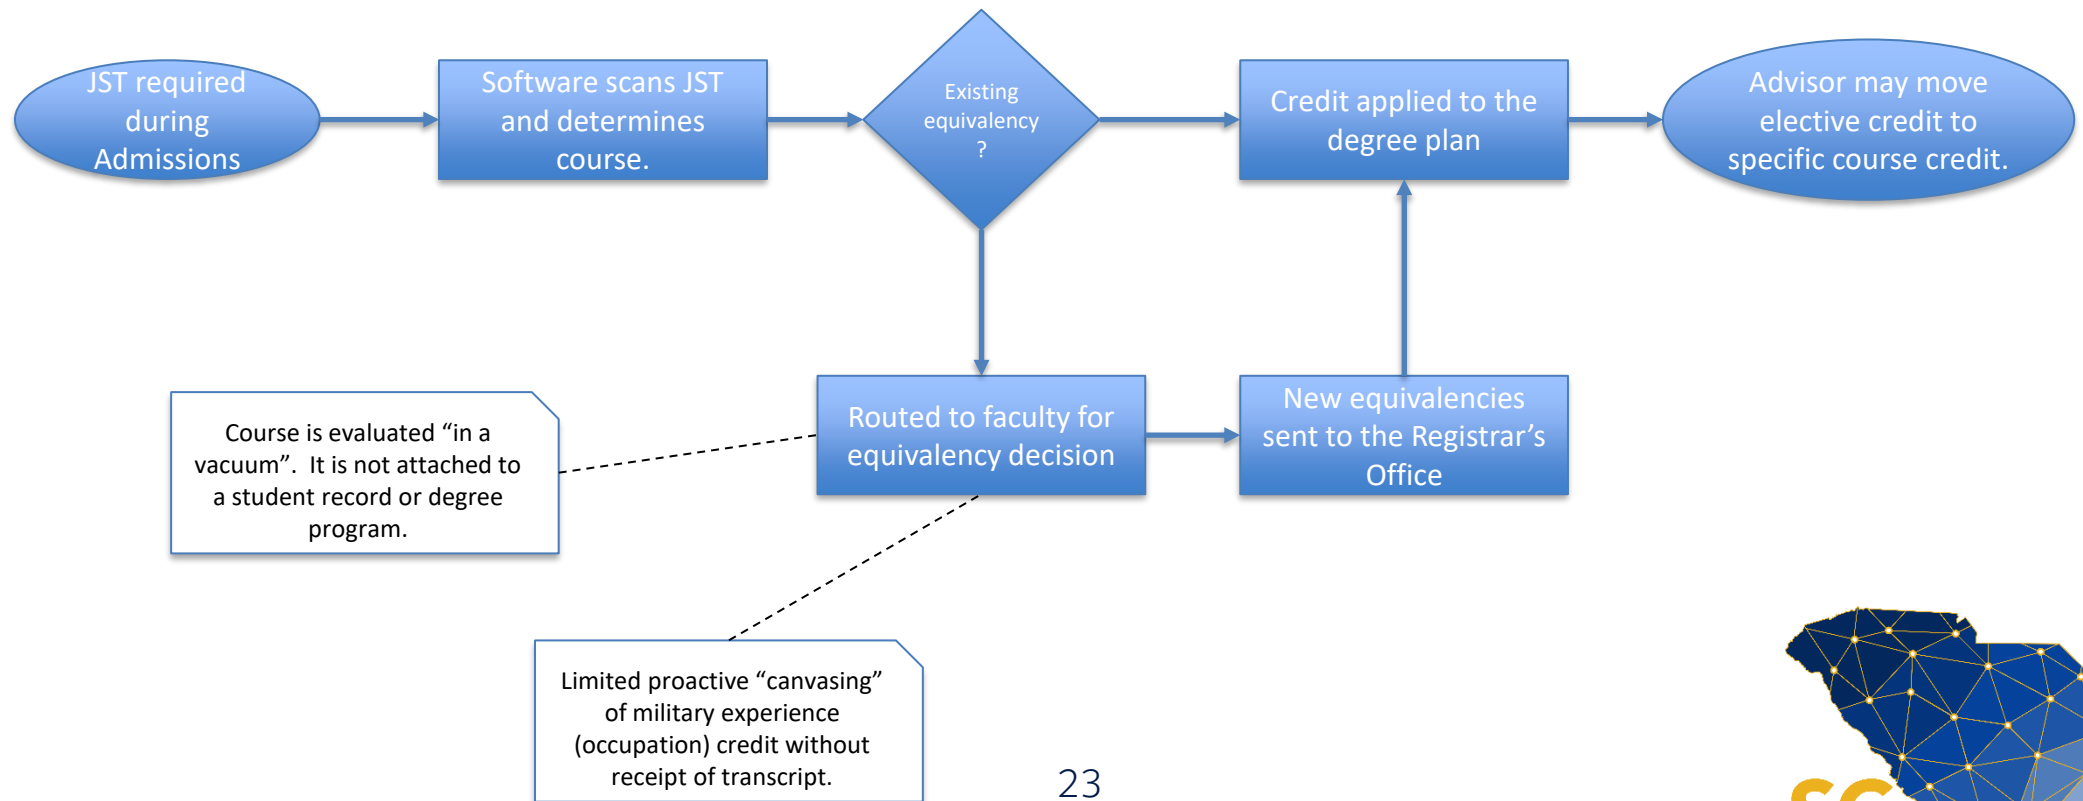 JST required
during
Admissions
Software scans JST
and determines
course.
Existing
equivalency
?
Credit applied to the
degree plan
Advisor may move
elective credit to
specific course credit.
Routed to faculty for
equivalency decision
New equivalencies
sent to the Registrar’s
Office
Course is evaluated “in a
vacuum”.  It is not attached to
a student record or degree
program.
Limited proactive “canvasing”
of military experience
(occupation) credit without
receipt of transcript.
23
SC